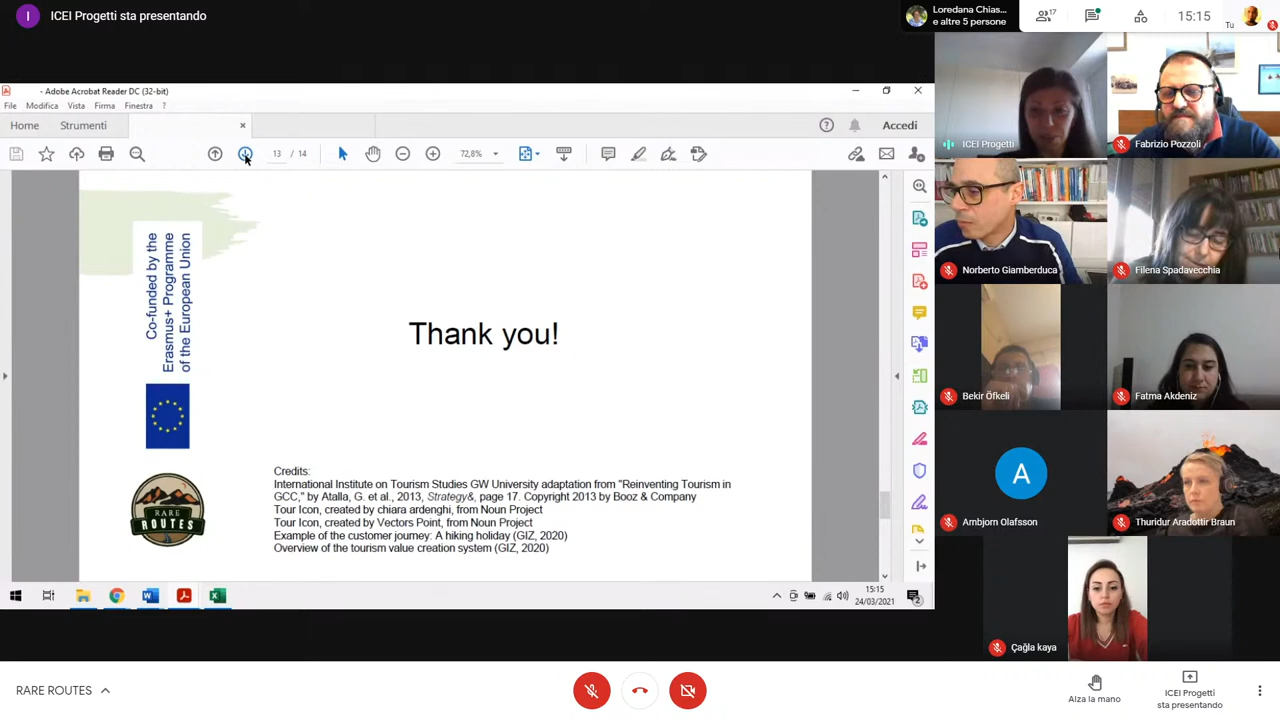 I ICEI Progetti sta presentando
Loredana Chias...
e altre 5 persone
17
15:15
Tu
- Adobe Acrobat Reader DC (32-bit)
File Modifica Vista Firma Finestra ?
Home Strumenti
Accedi
13 / 14
72,8%
Co-funded by the
Erasmus+ Programme
of the European Union
Thank you!
RARE
ROUTES
Credits:
International Institute on Tourism Studies GW University adaptation from "Reinventing Tourism in
GCC," by Atalla, G. et al., 2013, Strategy&, page 17. Copyright 2013 by Booz & Company
Tour Icon, created by chiara ardenghi, from Noun Project
Tour Icon, created by Vectors Point, from Noun Project
Example of the customer journey: A hiking holiday (GIZ, 2020)
Overview of the tourism value creation system (GIZ, 2020)
15:15
24/03/2021
2
ICEI Progetti
Fabrizio Pozzoli
Norberto Giamberduca
Filena Spadavecchia
Bekir Öfkeli
Fatma Akdeniz
A
Ambjorn Olafsson
Thuridur Aradottir Braun
Çağla kaya
RARE ROUTES
Alza la mano
ICEI Progetti
sta presentando